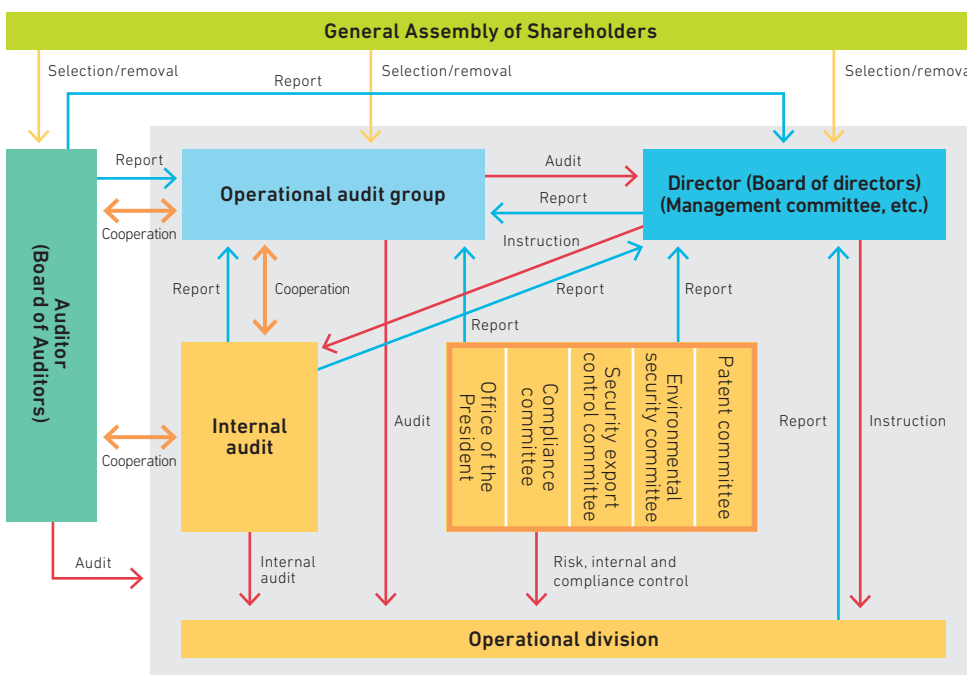 General Assembly of Shareholders
Selection/removal
Selection/removal
Selection/removal
Report
Report
Operational audit group
Audit
Report
Director (Board of directors)
(Management committee, etc.)
Cooperation
Instruction
Report
Cooperation
Report
Report
Report
Auditor
(Board of Auditors)
Internal
audit
Cooperation
Audit
Office of the
President
Compliance
committee
Security export
control committee
Environmental
security committee
Patent committee
Report
Instruction
Audit
Internal
audit
Risk, internal and
compliance control
Operational division